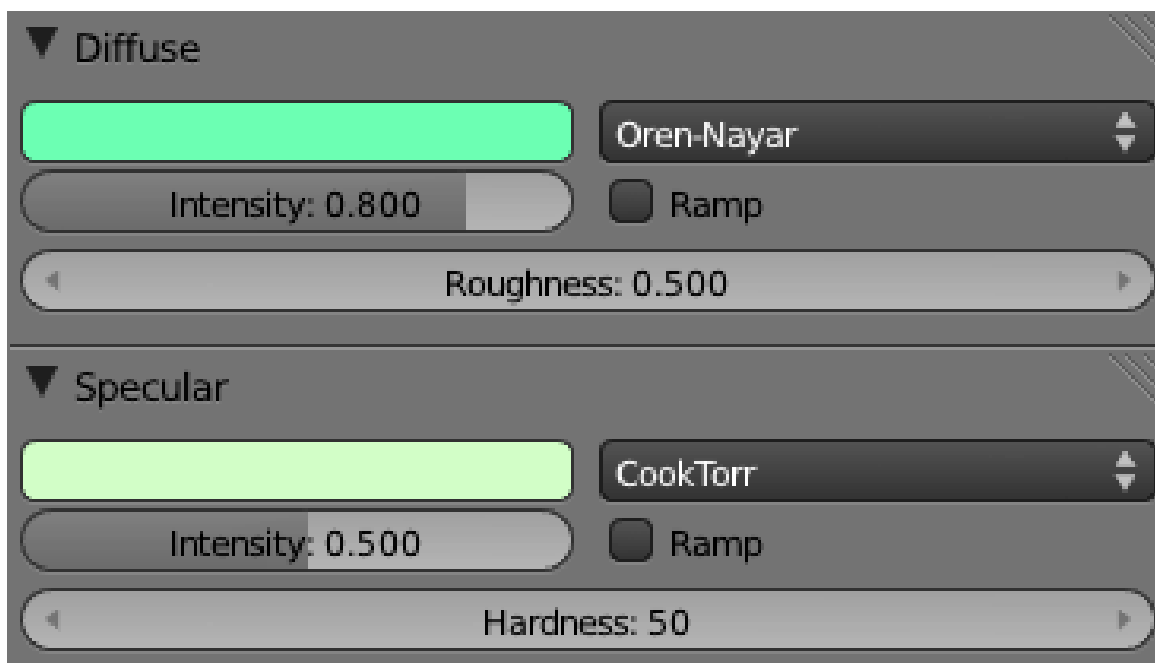 Diffuse
Oren-Nayar
Intensity: 0.800 Ramp
Roughness: 0.500
Specular
CookTorr
Intensity: 0.500 Ramp
Hardness: 50